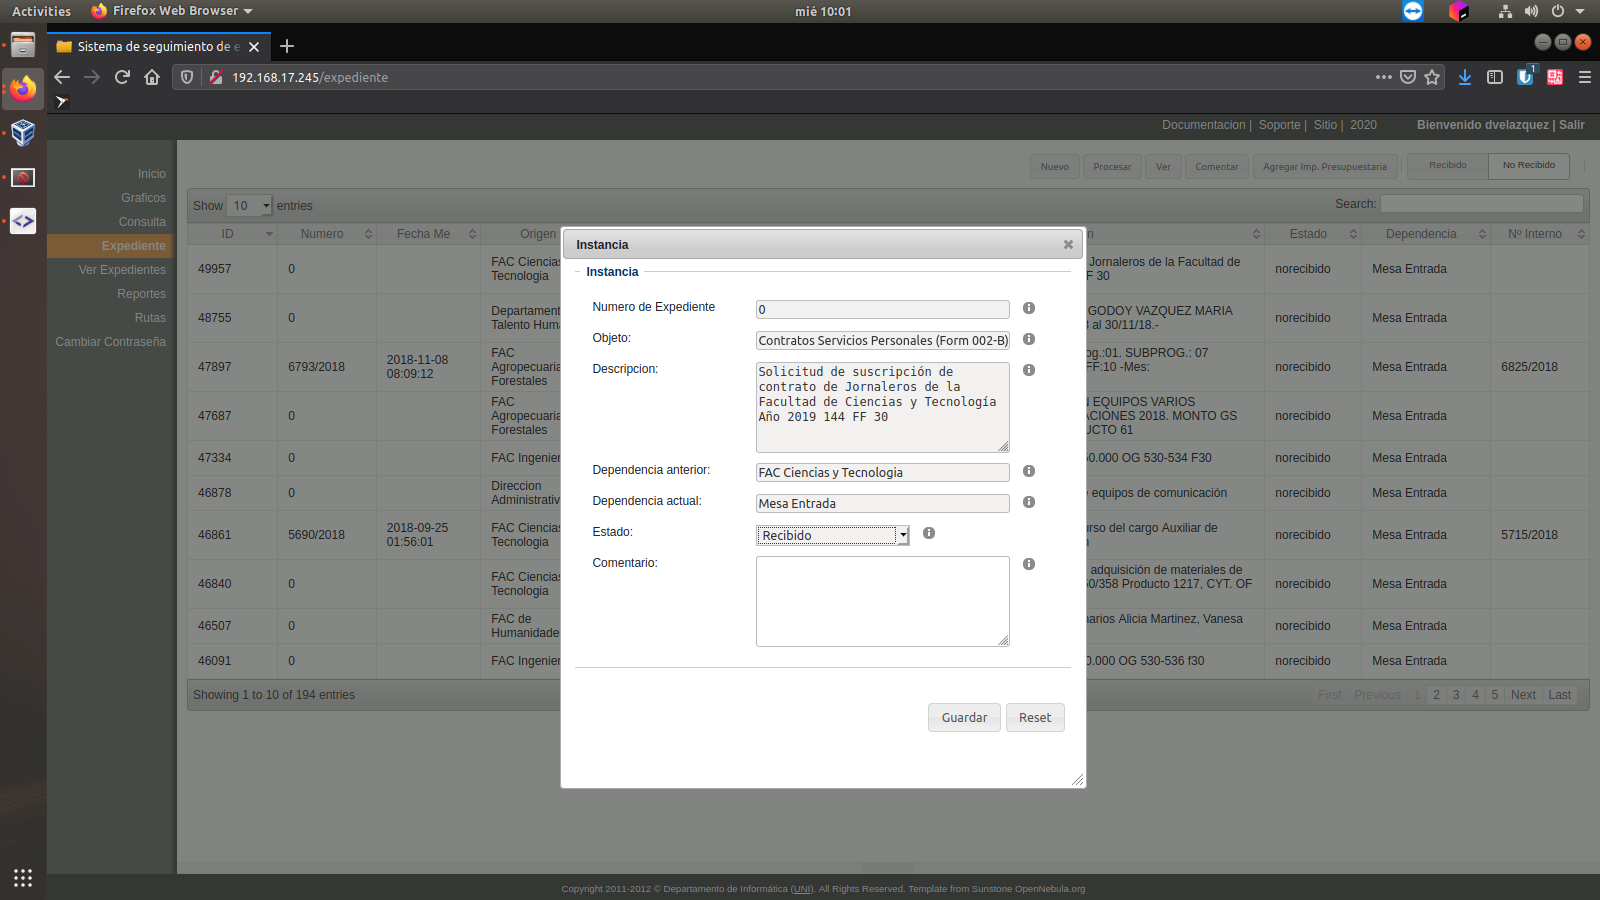 Activities
Firefox Web Browser
mié 10:01
Sistema de seguimiento de e
192.168.17.245/expediente
1
Documentacion | Soporte | Sitio | 2020
Bienvenido dvelazquez | Salir
Inicio
Graficos
Consulta
Expediente
Ver Expedientes
Reportes
Rutas
Cambiar Contraseña
Nuevo
Procesar
Ver
Comentar
Agregar Imp. Presupuestaria
Recibido
No Recibido
Show 10 entries
Search:
ID
Numero
Fecha Me
Origen
n
Estado
Dependencia
Nº Interno
49957 0 FAC Ciencias Jornaleros de la Facultad de norecibido Mesa Entrada
Tecnologia F 30
48755 0 Department GODOY VAZQUEZ MARIA norecibido Mesa Entrada
Talento Hum al 30/11/18.-
47897 6793/2018 2018-11-08 08:09:12 FAC Agropecuaria Forestales og.:01. SUBPROG.: 07 FF:10 -Mes: norecibido Mesa Entrada 6825/2018
47687 0 FAC Agropecuaria Forestales N EQUIPOS VARIOS ACIONES 2018. MONTO GS UCTO 61 norecibido Mesa Entrada
47334 0 FAC Ingenier 0.000 OG 530-534 F30 norecibido Mesa Entrada
46878 0 Direccion Administrativ equipos de comunicación norecibido Mesa Entrada
46861 5690/2018 2018-09-25 01:56:01 FAC Ciencias Tecnologia urso del cargo Auxiliar de norecibido Mesa Entrada 5715/2018
46840 0 FAC Ciencias Tecnologia adquisición de materiales de 60/358 Producto 1217, CYT. OF norecibido Mesa Entrada
46507 0 FAC de Humanidade narios Alicia Martinez, Vanesa norecibido Mesa Entrada
46091 0 FAC Ingenier 0.000 OG 530-536 f30 norecibido Mesa Entrada
Showing 1 to 10 of 194 entries
First Previous 1 2 3 4 5 Next Last
Instancia
Instancia
Numero de Expediente 0
Objeto: Contratos Servicios Personales (Form 002-B)
Descripcion: Solicitud de suscripción de
contrato de Jornaleros de la
Facultad de Ciencias y Tecnología
Año 2019 144 FF 30
Dependencia anterior: FAC Ciencias y Tecnologia
Dependencia actual: Mesa Entrada
Estado: Recibido
Comentario:
Guardar
Reset
Copyright 2011-2012 © Departamento de Informática (UNI). All Rights Reserved. Template from Sunstone OpenNebula.org